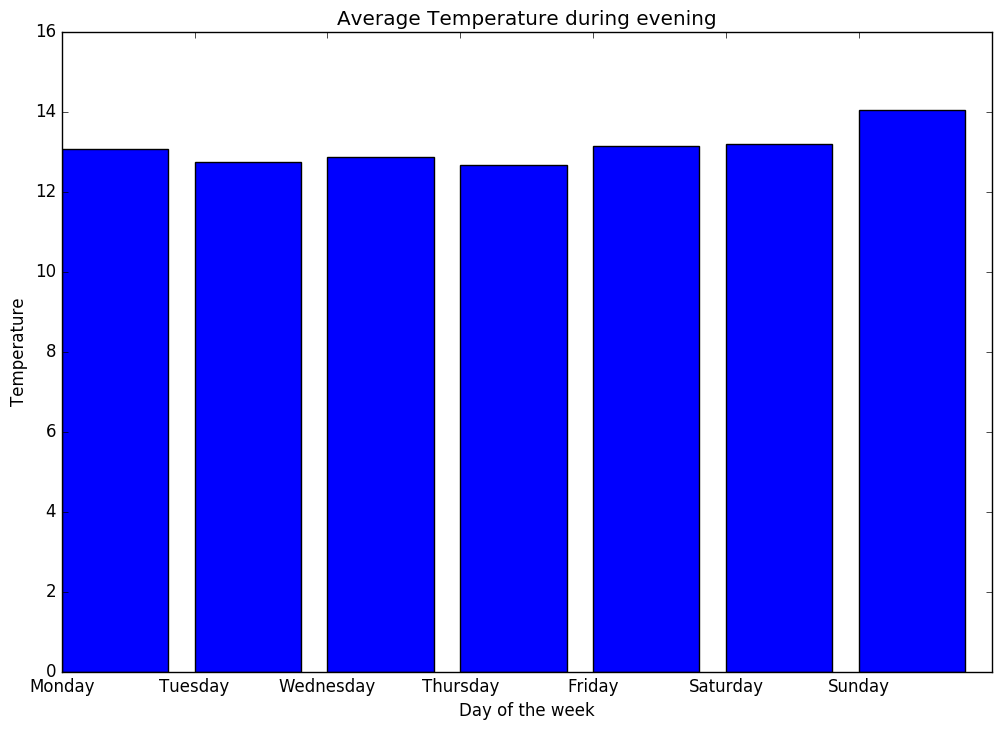 Average Temperature during evening
16
14
12
10
8
6
4
2
0
Temperature
Monday Tuesday Wednesday Thursday Friday Saturday Sunday
Day of the week